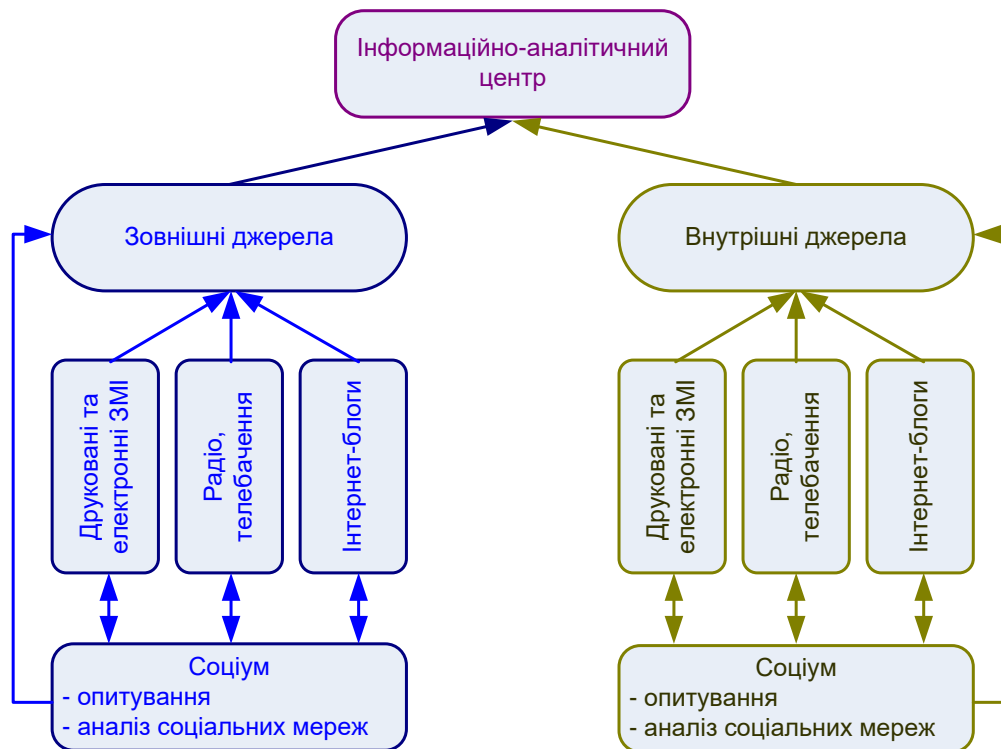 Інформаційно-аналітичний
центр
Зовнішні джерела
Внутрішні джерела
Друковані та
електронні ЗМІ
Радіо,
телебачення
Інтернет-блоги
Друковані та
електронні ЗМІ
Радіо,
телебачення
Інтернет-блоги
Соціум
- опитування
- аналіз соціальних мереж
Соціум
- опитування
- аналіз соціальних мереж